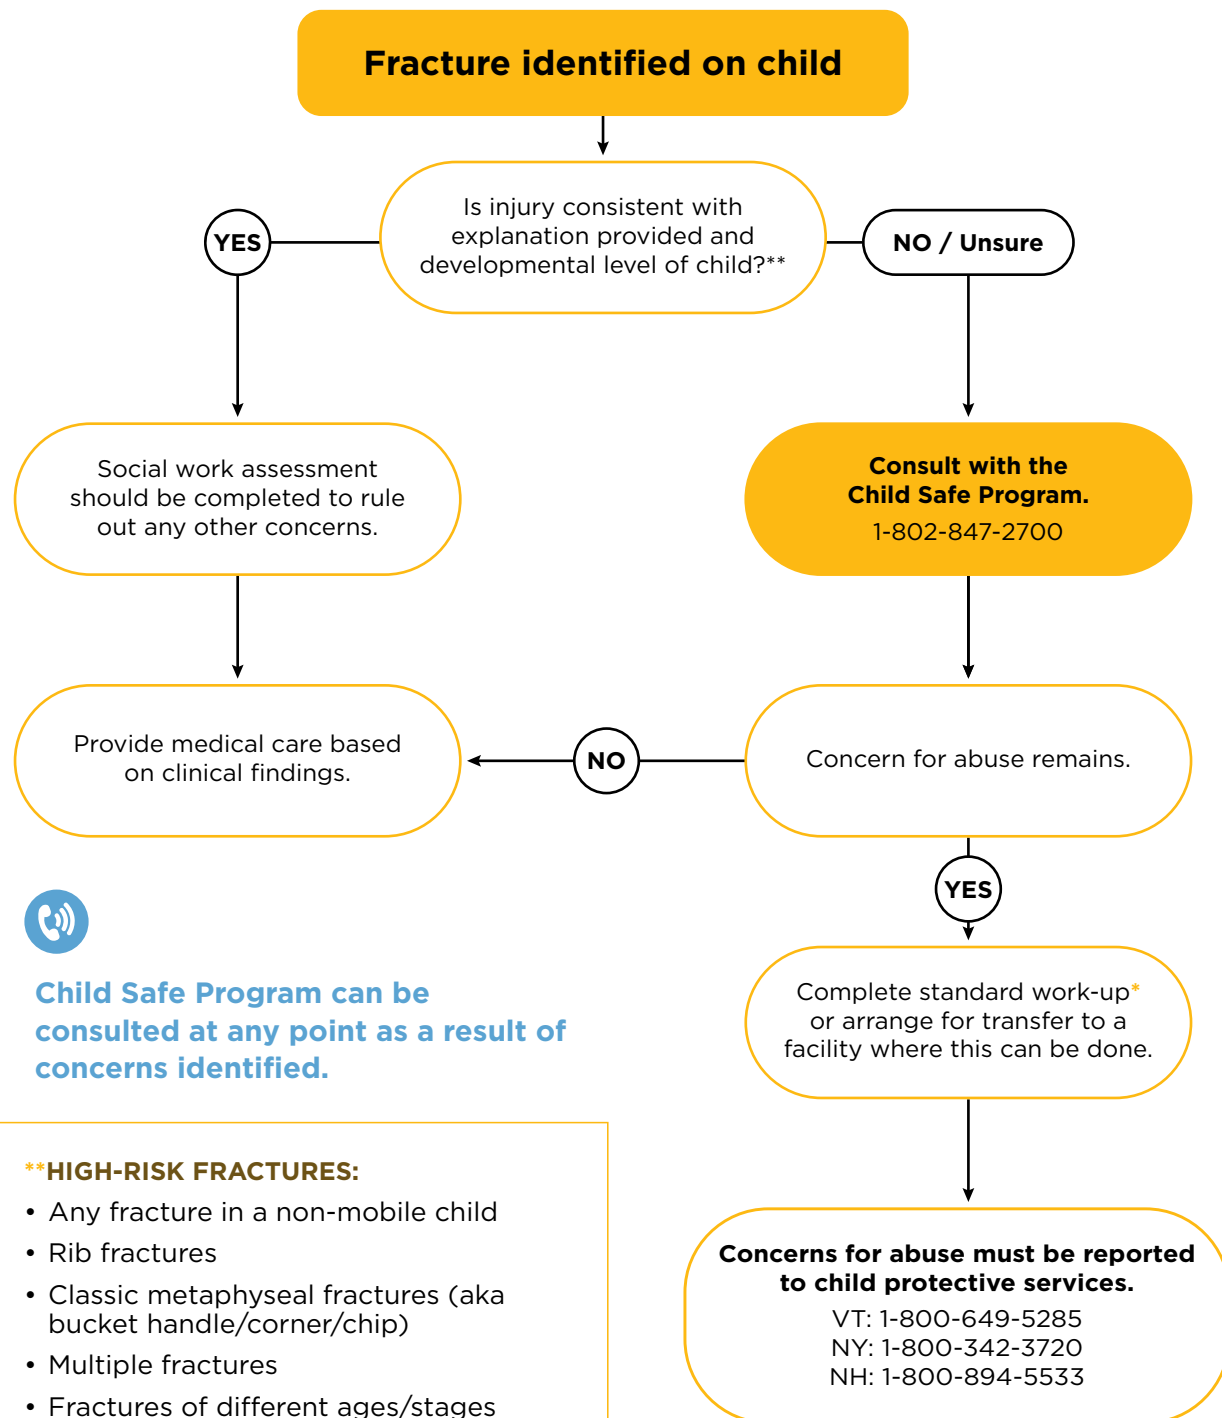 Fracture identified on child
Is injury consistent with
explanation provided and
developmental level of child?**
YES
NO / Unsure
Social work assessment
should be completed to rule
out any other concerns.
Consult with the
Child Safe Program.
1-802-847-2700
Provide medical care based
on clinical findings.
NO
Concern for abuse remains.
YES
Child Safe Program can be
consulted at any point as a result of
concerns identified.
Complete standard work-up*
or arrange for transfer to a
facility where this can be done.
**HIGH-RISK FRACTURES:
• Any fracture in a non-mobile child
• Rib fractures
• Classic metaphyseal fractures (aka
bucket handle/corner/chip)
• Multiple fractures
• Fractures of different ages/stages
Concerns for abuse must be reported
to child protective services.
VT: 1-800-649-5285
NY: 1-800-342-3720
NH: 1-800-894-5533